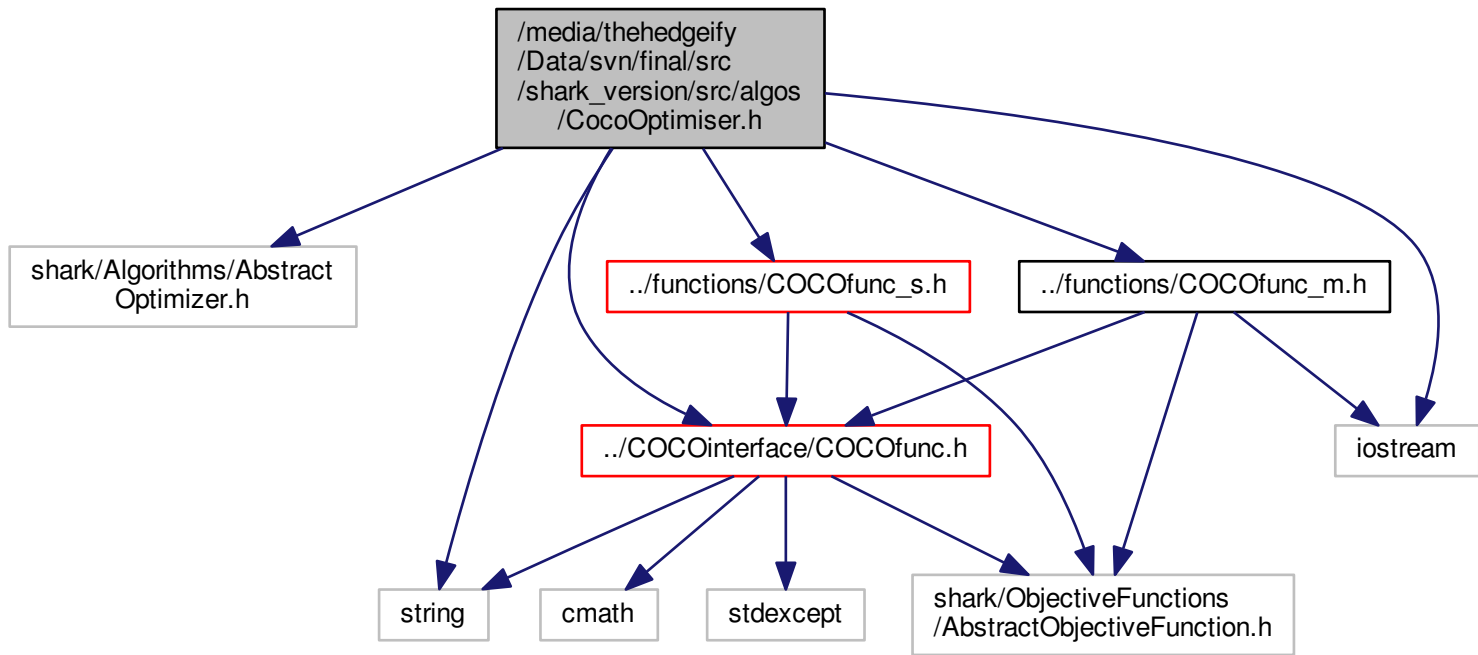 /media/thehedgeify
/Data/svn/final/src
/shark_version/src/algos
/CocoOptimiser.h
shark/Algorithms/Abstract
Optimizer.h
../functions/COCOfunc_s.h
../functions/COCOfunc_m.h
../COCOinterface/COCOfunc.h
iostream
string
cmath
stdexcept
shark/ObjectiveFunctions
/AbstractObjectiveFunction.h